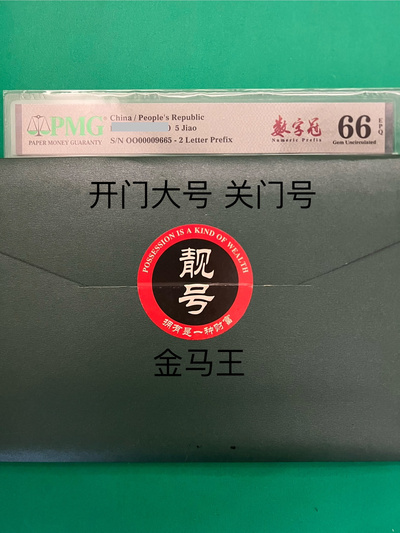 PMG
PAPER MONEY GUARANTY
China / People's Republic
) 5 Jiao
S/N OO00009665 - 2 Letter Prefix
数字冠
Numeric Prefix
66
Gem Uncirculated
EPQ
开门大号 关门号
POSSESSION IS A KIND OF WEALTH
靓号
拥有是一种财富
金马王